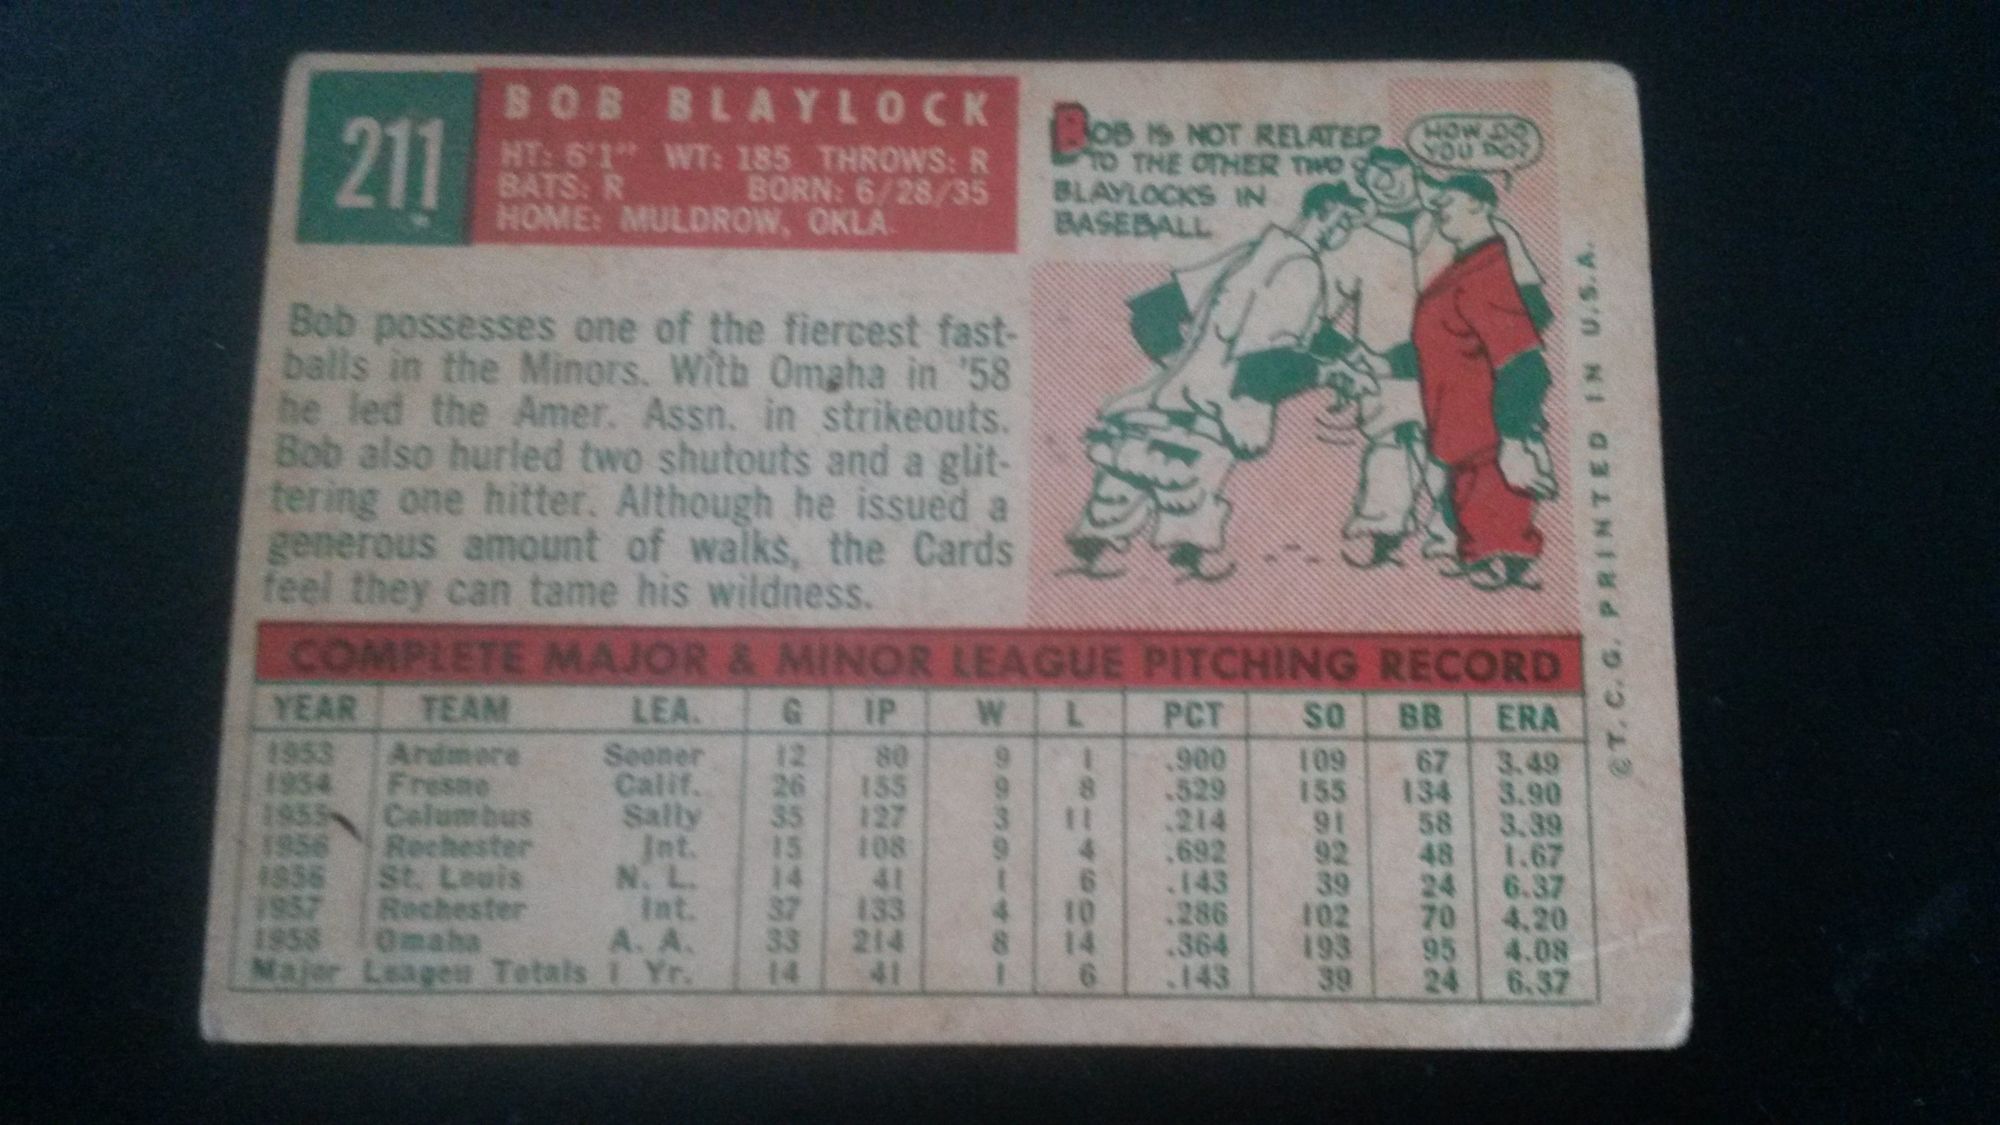 211
BOB BLAYLOCK
HT: 6'1" WT: 185 THROWS: R
BATS: R BORN: 6/28/35
HOME: MULDROW, OKLA.
BOB IS NOT RELATED
TO THE OTHER TWO
BLAYLOCKS IN
BASEBALL
HOW DO
YOU DO?
Bob possesses one of the fiercest fast-
balls in the Minors. With Omaha in '58
he led the Amer. Assn. in strikeouts.
Bob also hurled two shutouts and a glit-
tering one hitter. Although he issued a
generous amount of walks, the Cards
feel they can tame his wildness.
COMPLETE MAJOR & MINOR LEAGUE PITCHING RECORD
YEAR TEAM LEA. G IP W L PCT SO BB ERA
1953 Ardmore Sooner 12 80 9 1 .900 109 67 3.49
1954 Fresno Calif. 26 155 9 8 .529 155 134 3.90
1955 Columbus Sally 35 127 3 11 .214 91 58 3.39
1956 Rochester Int. 15 108 9 4 .692 92 48 1.67
1956 St. Louis N. L. 14 41 1 6 .143 39 24 6.37
1957 Rochester Int. 37 133 4 10 .286 102 70 4.20
1958 Omaha A. A. 33 214 8 14 .364 193 95 4.08
Major League Totals 1 Yr. 14 41 1 6 .143 39 24 6.37
© T. C. G. PRINTED IN U.S.A.